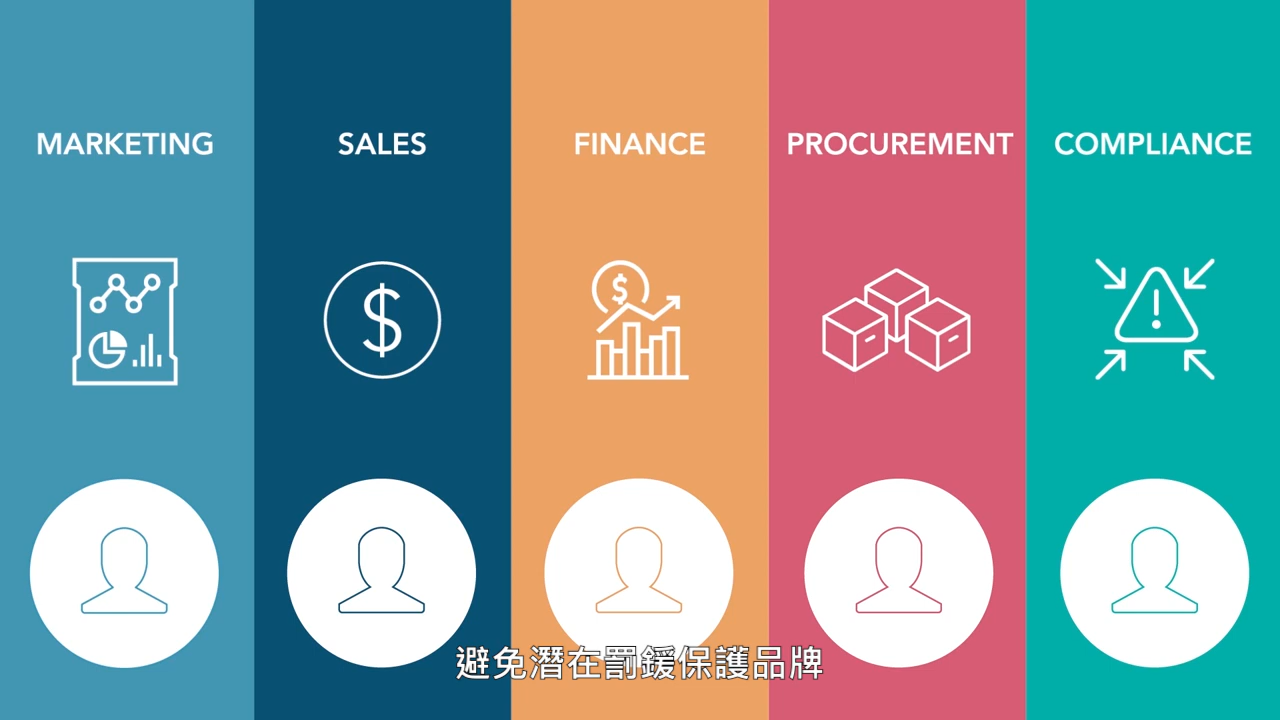 MARKETING
SALES
FINANCE
PROCUREMENT
COMPLIANCE
避免潛在罰鍰保護品牌